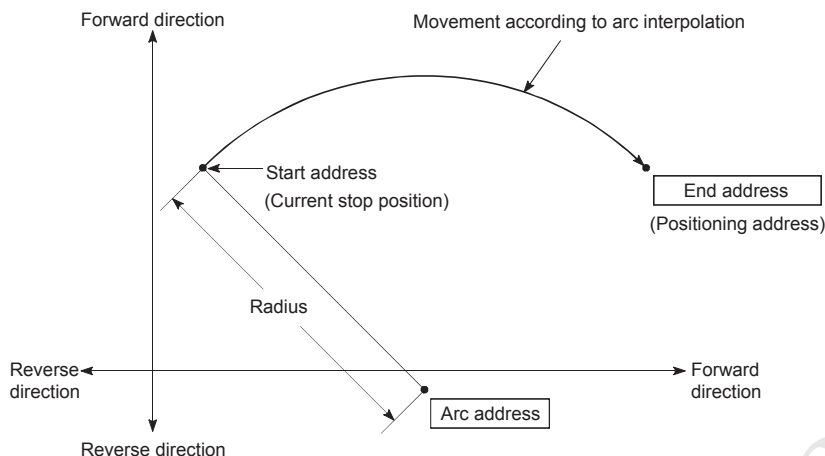 Forward direction
Movement according to arc interpolation
Start address
(Current stop position)
End address
(Positioning address)
Radius
Reverse
direction
Forward
direction
Arc address
Reverse direction